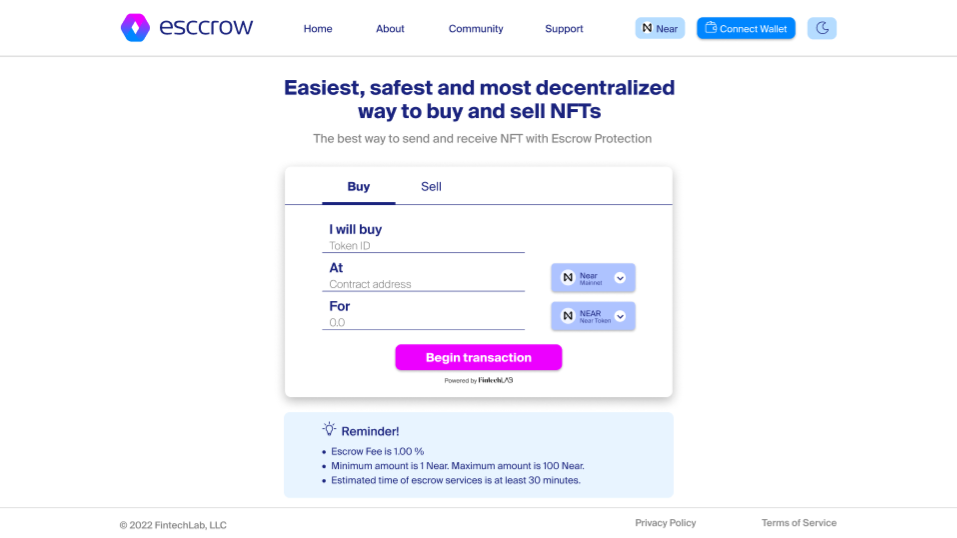 esccrow
Home About Community Support Near Connect Wallet
Easiest, safest and most decentralized
way to buy and sell NFTs
The best way to send and receive NFT with Escrow Protection
Buy Sell
I will buy
Token ID
At
Contract address
Near
Mainnet
For
0.0
NEAR
Near Token
Begin transaction
Powered by FintechLAB
Reminder!
• Escrow Fee is 1.00 %
• Minimum amount is 1 Near. Maximum amount is 100 Near.
• Estimated time of escrow services is at least 30 minutes.
© 2022 FintechLab, LLC Privacy Policy Terms of Service